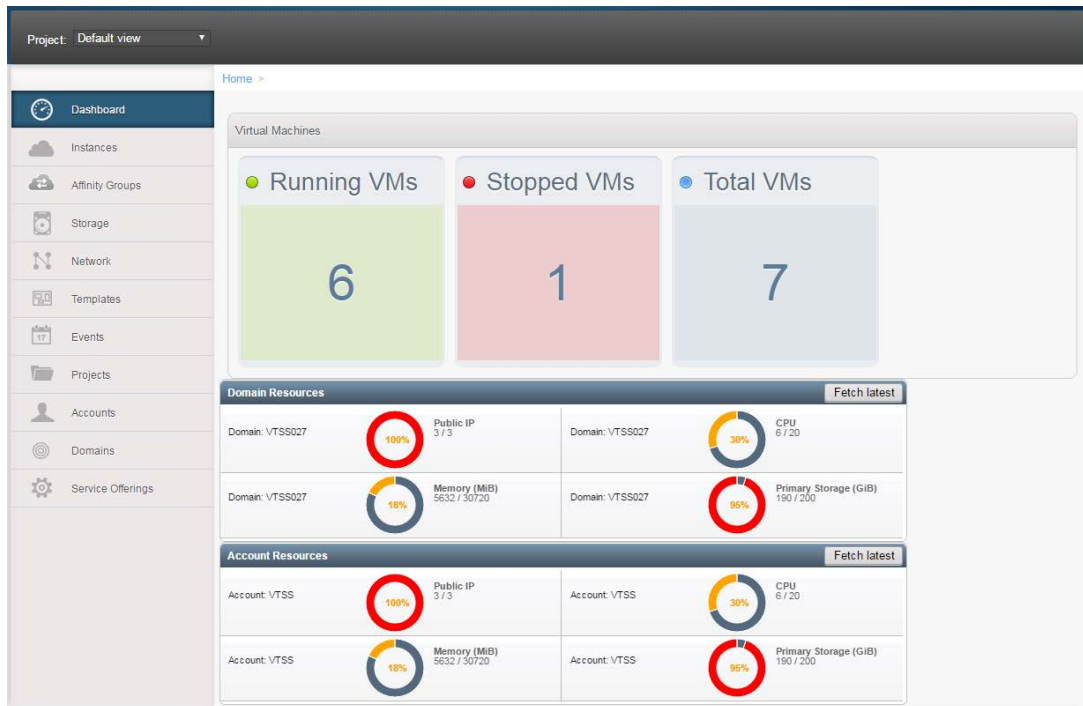 Project: Default view
Home >
Dashboard
Instances
Affinity Groups
Storage
Network
Templates
17
Events
Projects
Accounts
Domains
Service Offerings
Virtual Machines
Running VMs
6
Stopped VMs
1
Total VMs
7
Domain Resources Fetch latest
Domain: VTSS027 100% Public IP
3 / 3
Domain: VTSS027 30% CPU
6 / 20
Domain: VTSS027 18% Memory (MiB)
5632 / 30720
Domain: VTSS027 95% Primary Storage (GiB)
190 / 200
Account Resources Fetch latest
Account: VTSS 100% Public IP
3 / 3
Account: VTSS 30% CPU
6 / 20
Account: VTSS 18% Memory (MiB)
5632 / 30720
Account: VTSS 95% Primary Storage (GiB)
190 / 200